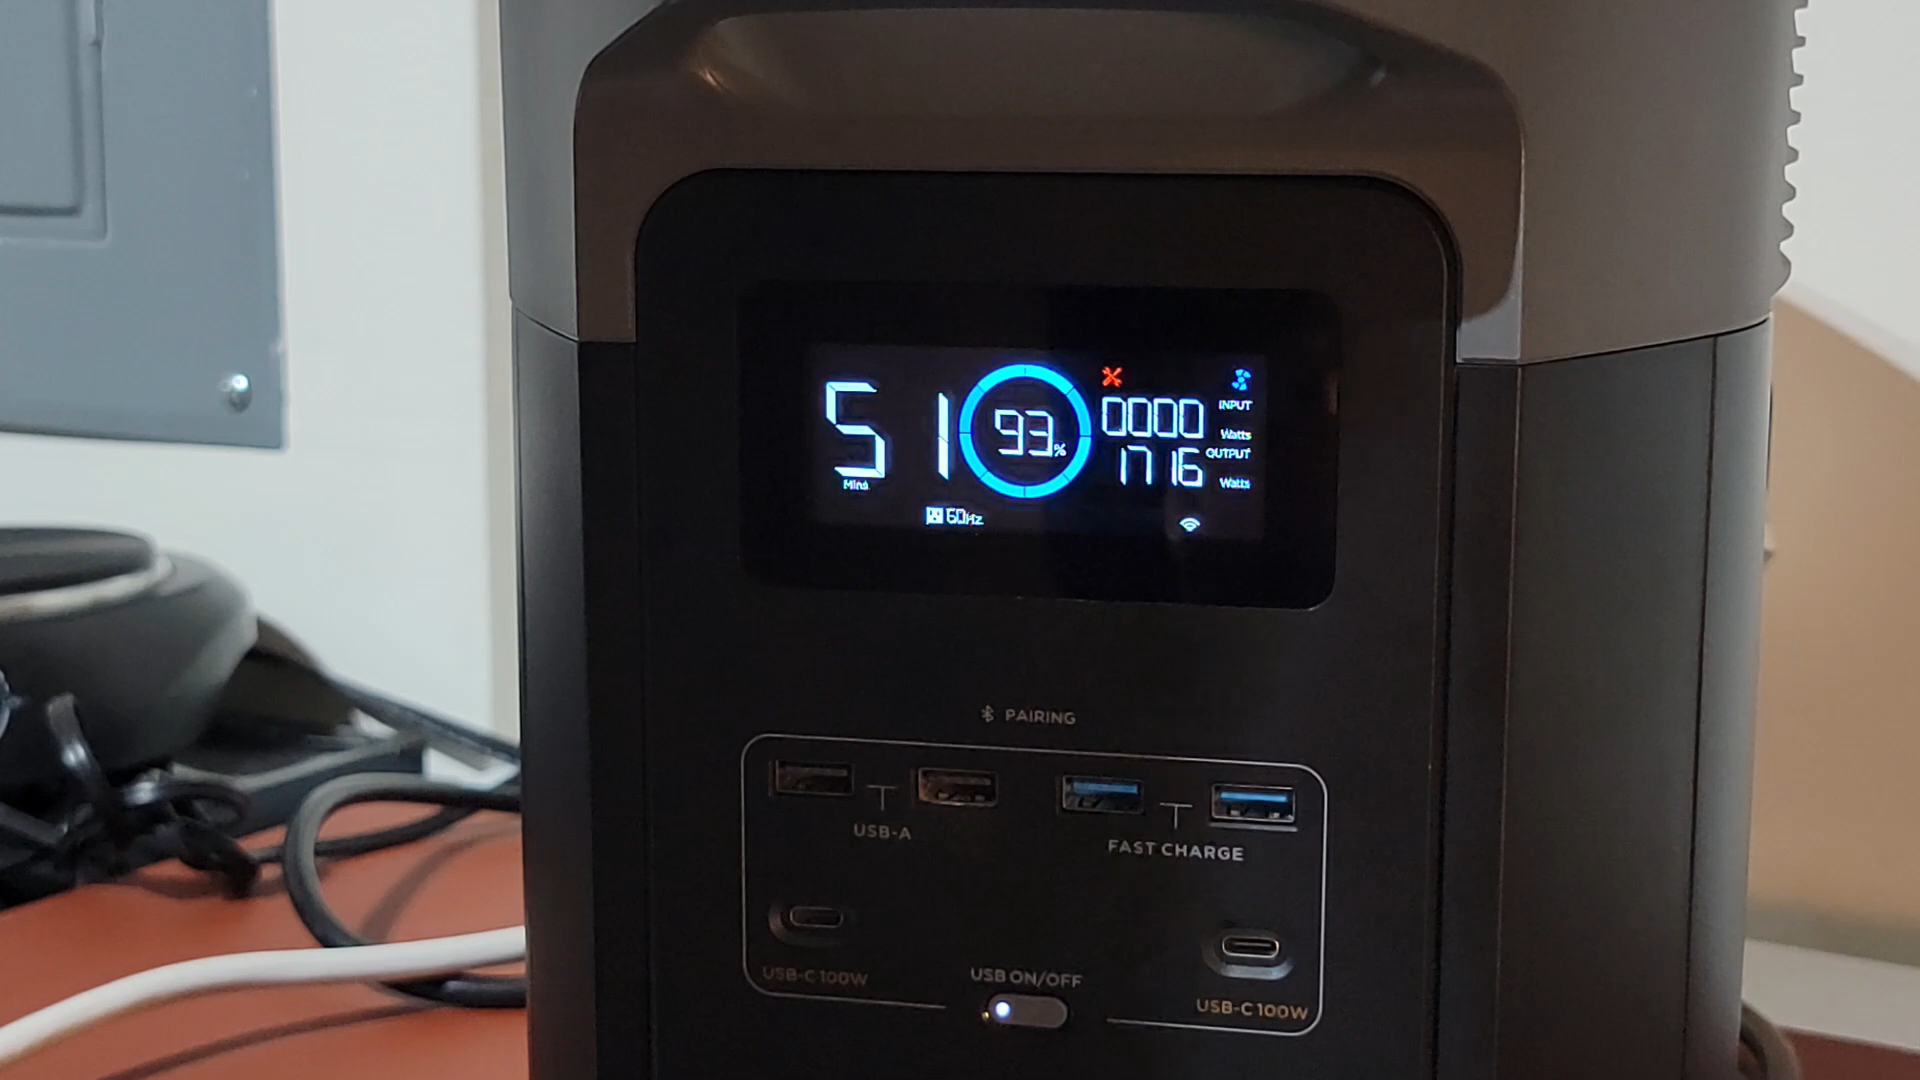 51
Mins
93%
0000
INPUT
Watts
1716
OUTPUT
Watts
60Hz
PAIRING
USB-A
FAST CHARGE
USB-C 100W
USB ON/OFF
USB-C 100W